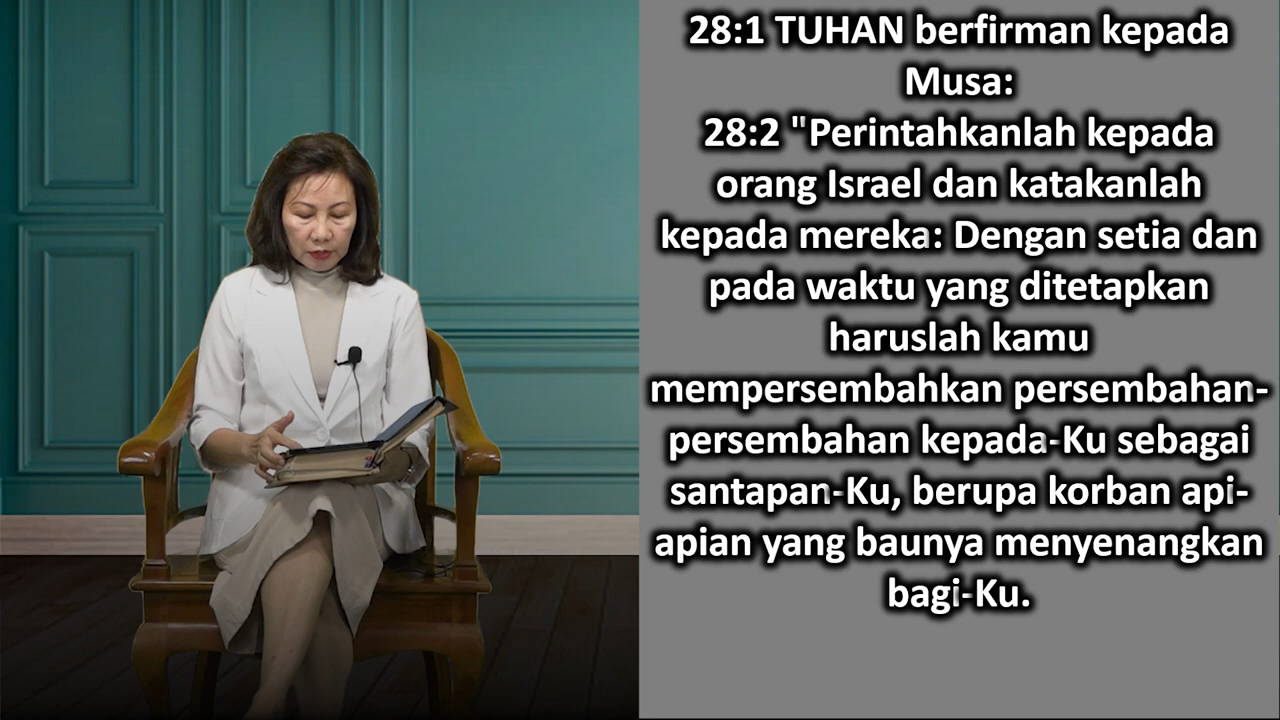 28:1 TUHAN berfirman kepada
Musa:
28:2 "Perintahkanlah kepada
orang Israel dan katakanlah
kepada mereka: Dengan setia dan
pada waktu yang ditetapkan
haruslah kamu
mempersembahkan persembahan-
persembahan kepada-Ku sebagai
santapan-Ku, berupa korban api-
apian yang baunya menyenangkan
bagi-Ku.